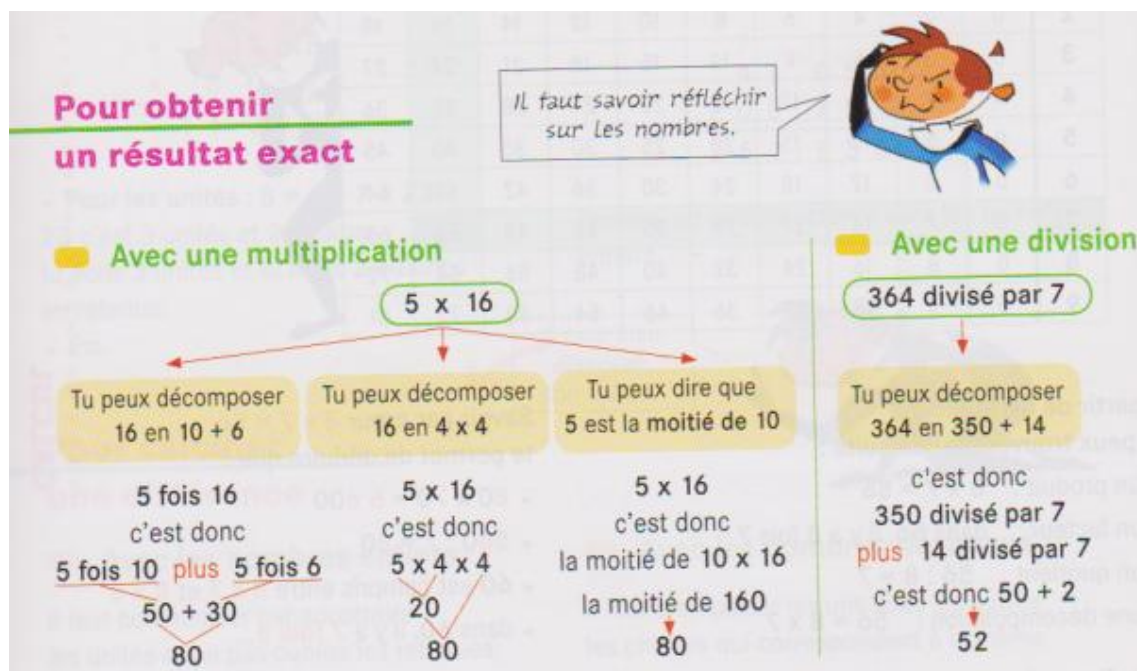 Pour obtenir
un résultat exact
Il faut savoir réfléchir
sur les nombres.
Avec une multiplication
5 x 16
Tu peux décomposer
16 en 10 + 6
5 fois 16
c'est donc
5 fois 10 plus 5 fois 6
50 + 30
80
Tu peux décomposer
16 en 4 x 4
5 x 16
c'est donc
5 x 4 x 4
20
80
Tu peux dire que
5 est la moitié de 10
5 x 16
c'est donc
la moitié de 10 x 16
la moitié de 160
80
Avec une division
364 divisé par 7
Tu peux décomposer
364 en 350 + 14
c'est donc
350 divisé par 7
plus 14 divisé par 7
c'est donc 50 + 2
52